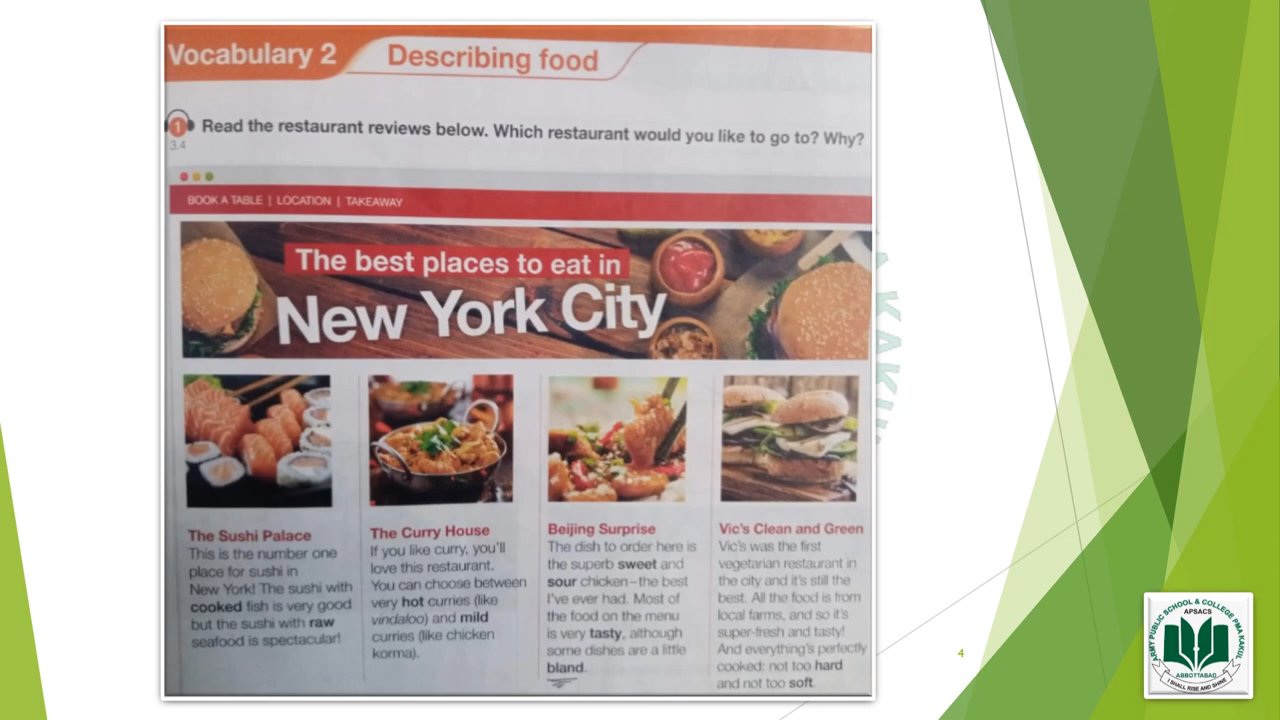 Vocabulary 2
Describing food
1
3.4
Read the restaurant reviews below. Which restaurant would you like to go to? Why?
BOOK A TABLE | LOCATION | TAKEAWAY
The best places to eat in
New York City
The Sushi Palace
This is the number one
place for sushi in
New York! The sushi with
cooked fish is very good
but the sushi with raw
seafood is spectacular!
The Curry House
If you like curry, you'll
love this restaurant.
You can choose between
very hot curries (like
vindaloo) and mild
curries (like chicken
korma).
Beijing Surprise
The dish to order here is
the superb sweet and
sour chicken–the best
I've ever had. Most of
the food on the menu
is very tasty, although
some dishes are a little
bland.
Vic's Clean and Green
Vic's was the first
vegetarian restaurant in
the city and it's still the
best. All the food is from
local farms, and so it's
super-fresh and tasty!
And everything's perfectly
cooked: not too hard
and not too soft.
A KAKUL
4
ARMY PUBLIC SCHOOL & COLLEGE PMA KAKUL
APSACS
ABBOTTABAD
I SHALL RISE AND SHINE